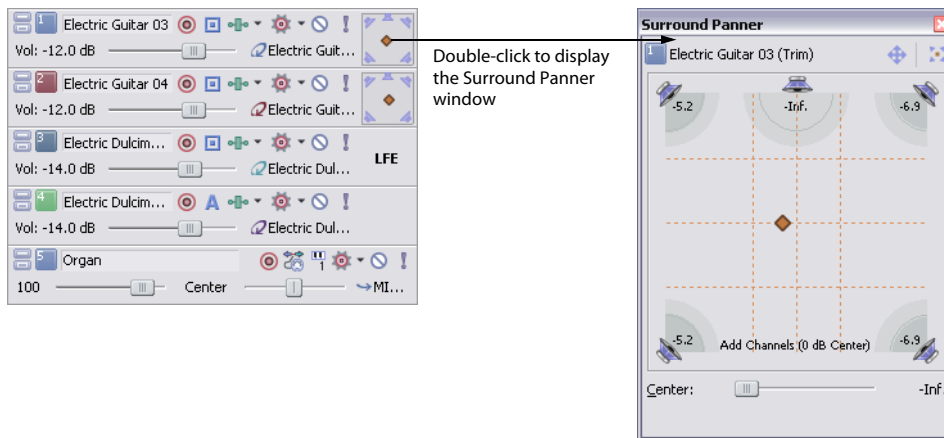 1 Electric Guitar 03
Vol: -12.0 dB Electric Guit...
2 Electric Guitar 04
Vol: -12.0 dB Electric Guit...
3 Electric Dulcim...
Vol: -14.0 dB Electric Dul...
LFE
4 Electric Dulcim... A
Vol: -14.0 dB Electric Dul...
5 Organ 1
100 Center MI...
Double-click to display
the Surround Panner
window
Surround Panner
1 Electric Guitar 03 (Trim)
-5.2 -Inf. -6.9
-5.2 Add Channels (0 dB Center) -6.9
Center: -Inf.